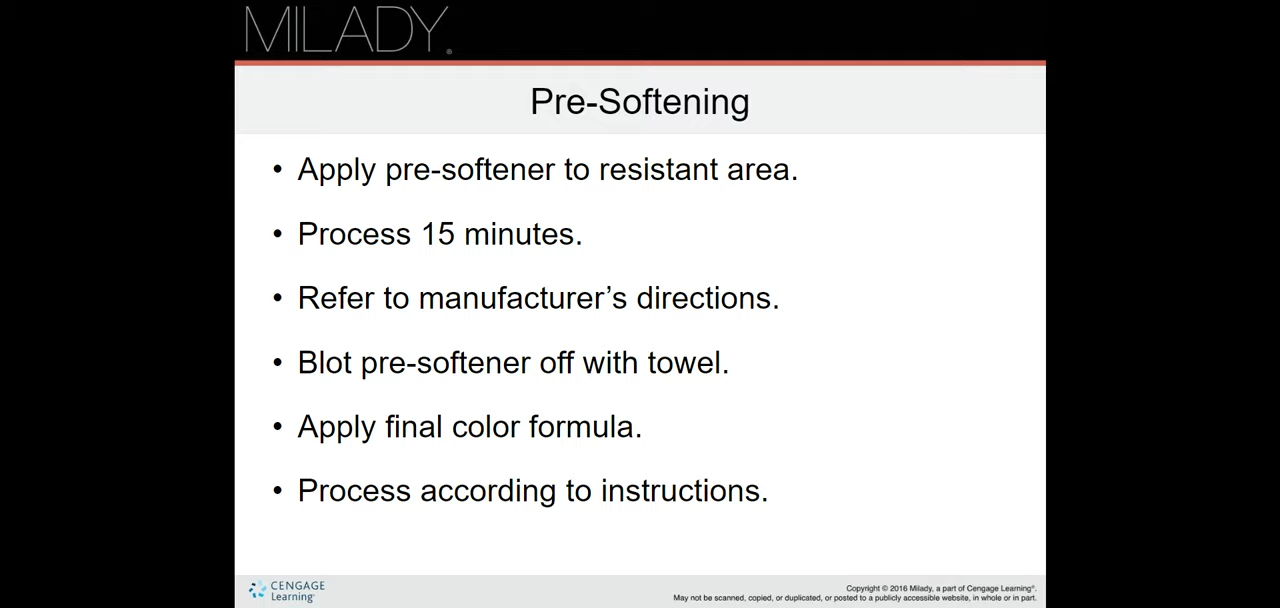 MILADY®
Pre-Softening
• Apply pre-softener to resistant area.
• Process 15 minutes.
• Refer to manufacturer’s directions.
• Blot pre-softener off with towel.
• Apply final color formula.
• Process according to instructions.
CENGAGE
Learning®
Copyright © 2016 Milady, a part of Cengage Learning®.
May not be scanned, copied, or duplicated, or posted to a publicly accessible website, in whole or in part.